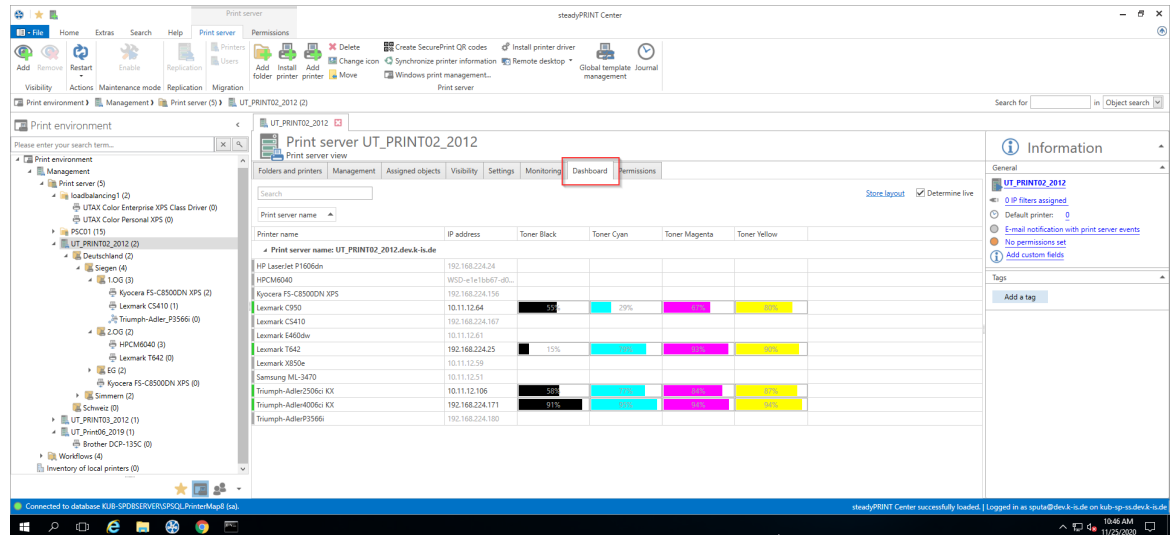 Print server
steadyPRINT Center
File Home Extras Search Help Print server Permissions
Add Remove Restart Enable Replication Printers Users
Add folder Install printer Add printer Delete Change icon Move
Create SecurePrint QR codes Synchronize printer information Windows print management...
Install printer driver Remote desktop Global template management Journal
Visibility Actions Maintenance mode Replication Migration Print server
Print environment Management Print server (5) UT_PRINT02_2012 (2) Search for in Object search
Print environment
Please enter your search term...
Print environment
Management
Print server (5)
loadbalancing1 (2)
UTAX Color Enterprise XPS Class Driver (0)
UTAX Color Personal XPS (0)
PSC01 (15)
UT_PRINT02_2012 (2)
Deutschland (2)
Siegen (4)
1.OG (3)
Kyocera FS-C8500DN XPS (2)
Lexmark CS410 (1)
Triumph-Adler_P3566i (0)
2.OG (2)
HPCM6040 (3)
Lexmark T642 (0)
EG (2)
Kyocera FS-C8500DN XPS (0)
Simmern (2)
Schweiz (0)
UT_PRINT03_2012 (1)
UT_Print06_2019 (1)
Brother DCP-135C (0)
Workflows (4)
Inventory of local printers (0)
UT_PRINT02_2012
Print server UT_PRINT02_2012
Print server view
Folders and printers Management Assigned objects Visibility Settings Monitoring Dashboard Permissions
Search Store layout Determine live
Print server name
Printer name IP address Toner Black Toner Cyan Toner Magenta Toner Yellow
Print server name: UT_PRINT02_2012.dev.k-is.de
HP LaserJet P1606dn 192.168.224.24
HPCM6040 WSD-e1e1bb67-d0...
Kyocera FS-C8500DN XPS 192.168.224.156
Lexmark C950 10.11.12.64 55% 29% 67% 80%
Lexmark CS410 192.168.224.167
Lexmark E460dw 10.11.12.61
Lexmark T642 192.168.224.25 15% 93% 90%
Lexmark X850e 10.11.12.59
Samsung ML-3470 10.11.12.51
Triumph-Adler2506ci KX 10.11.12.106 58% 84% 87%
Triumph-Adler4006ci KX 192.168.224.171 91% 94% 94%
Triumph-AdlerP3566i 192.168.224.180
Information
General
UT_PRINT02_2012
0 IP filters assigned
Default printer: 0
E-mail notification with print server events
No permissions set
Add custom fields
Tags
Add a tag
Connected to database KUB-SPDBSERVER\SPSQL.PrinterMap8 (sa). steadyPRINT Center successfully loaded. | Logged in as sputa@dev.k-is.de on kub-sp-ss.dev.k-is.de
10:46 AM
11/25/2020